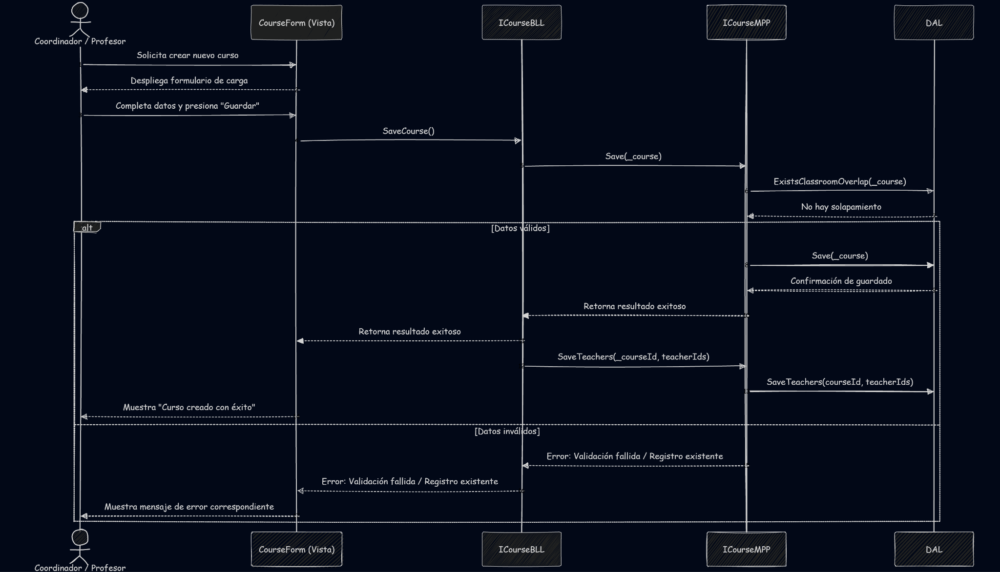 Coordinador / Profesor
CourseForm (Vista)
ICourseBLL
ICourseMPP
DAL
Solicita crear nuevo curso
Despliega formulario de carga
Completa datos y presiona "Guardar"
SaveCourse()
Save(_course)
ExistsClassroomOverlap(_course)
No hay solapamiento
alt
[Datos válidos]
Save(_course)
Confirmación de guardado
Retorna resultado exitoso
Retorna resultado exitoso
SaveTeachers(_courseId, teacherIds)
SaveTeachers(courseId, teacherIds)
Muestra "Curso creado con éxito"
[Datos inválidos]
Error: Validación fallida / Registro existente
Error: Validación fallida / Registro existente
Muestra mensaje de error correspondiente
Coordinador / Profesor
CourseForm (Vista)
ICourseBLL
ICourseMPP
DAL